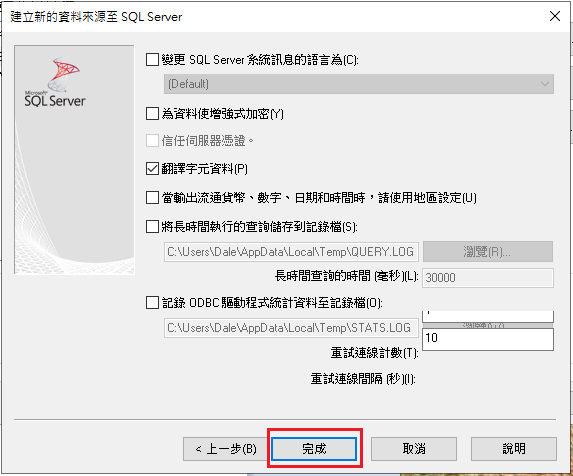 建立新的資料來源至 SQL Server
Microsoft
SQL Server
變更 SQL Server 系統訊息的語言為(C):
(Default)
為資料使增強式加密(Y)
信任伺服器憑證。
翻譯字元資料(P)
當輸出流通貨幣、數字、日期和時間時，請使用地區設定(U)
將長時間執行的查詢儲存到記錄檔(S):
C:\Users\Dale\AppData\Local\Temp\QUERY.LOG
瀏覽(R)...
長時間查詢的時間 (毫秒)(L):
30000
記錄 ODBC 驅動程式統計資料至記錄檔(O):
C:\Users\Dale\AppData\Local\Temp\STATS.LOG
重試連線計數(T):
10
重試連線間隔 (秒)(I):
< 上一步(B)
完成
取消
說明